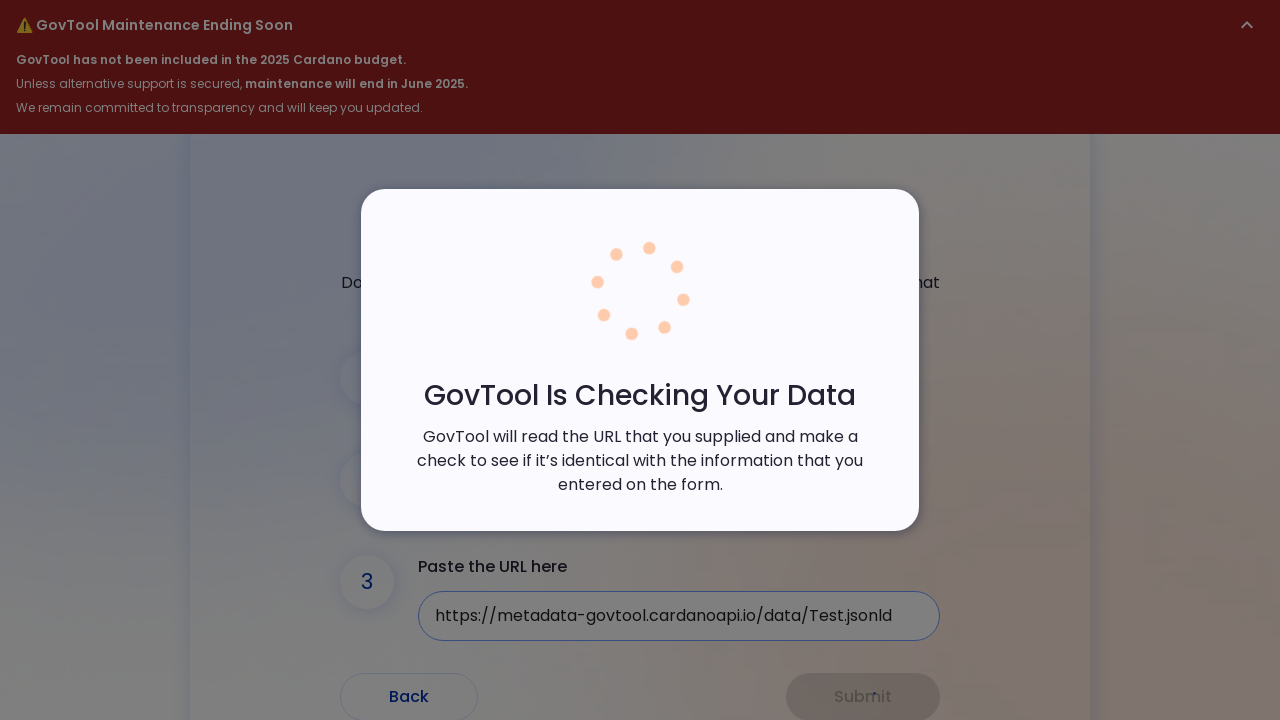 ⚠️ GovTool Maintenance Ending Soon
GovTool has not been included in the 2025 Cardano budget.
Unless alternative support is secured, maintenance will end in June 2025.
We remain committed to transparency and will keep you updated.
GovTool Is Checking Your Data
GovTool will read the URL that you supplied and make a
check to see if it’s identical with the information that you
entered on the form.
3
Paste the URL here
https://metadata-govtool.cardanoapi.io/data/Test.jsonld
Back
Submit